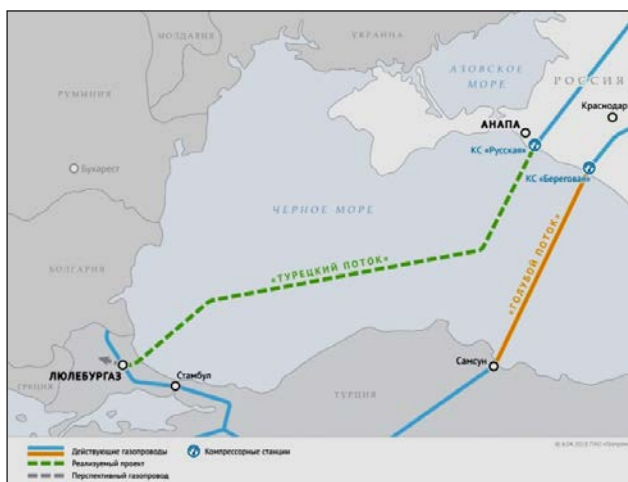 МОЛДАВИЯ
УКРАИНА
АЗОВСКОЕ
МОРЕ
РОССИЯ
РУМЫНИЯ
Краснодар
АНАПА
КС «Русская»
КС «Береговая»
Бухарест
ЧЕРНОЕ МОРЕ
«ТУРЕЦКИЙ ПОТОК»
«ГОЛУБОЙ ПОТОК»
БОЛГАРИЯ
ЛЮЛЕБУРГАЗ
Стамбул
Самсун
ГРЕЦИЯ
ТУРЦИЯ
Действующие газопроводы
Компрессорные станции
Реализуемый проект
Перспективный газопровод